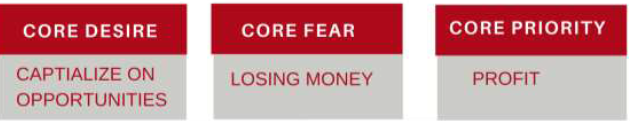 CORE DESIRE
CAPTIALIZE ON
OPPORTUNITIES
CORE FEAR
LOSING MONEY
CORE PRIORITY
PROFIT